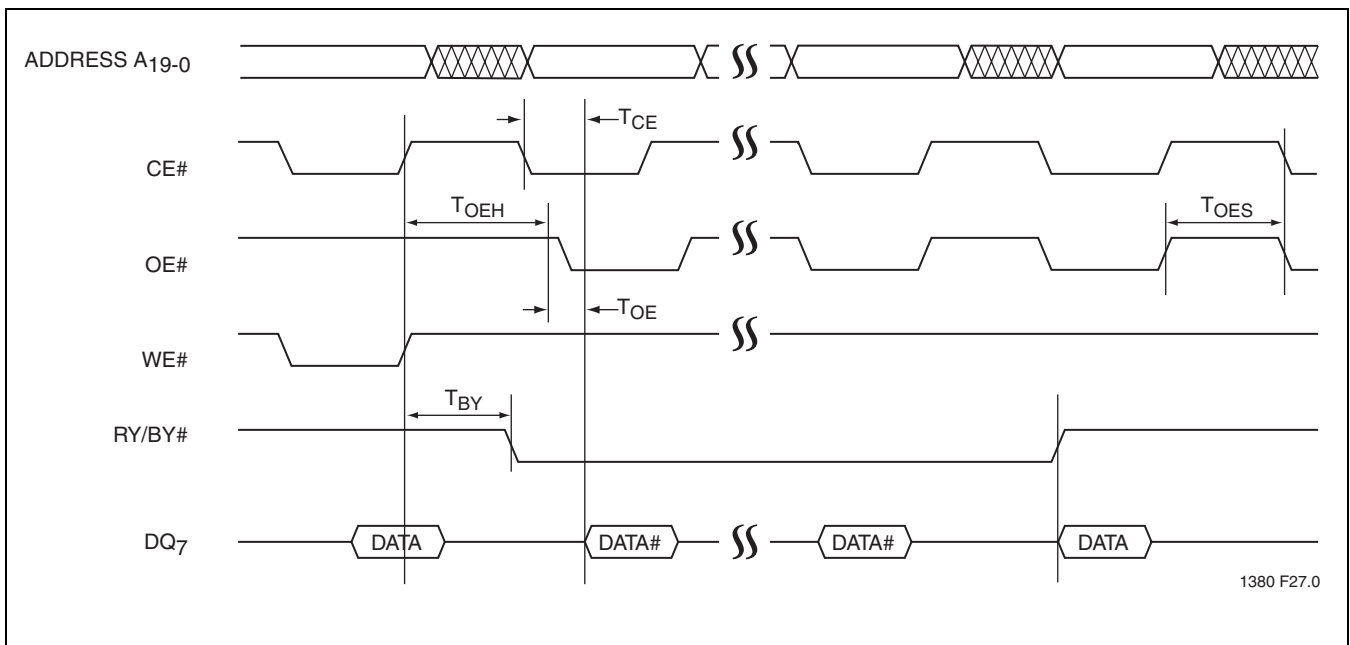 ADDRESS A19-0
TCE
CE#
TOEH
TOES
OE#
TOE
WE#
TBY
RY/BY#
DQ7
DATA
DATA#
DATA#
DATA
1380 F27.0